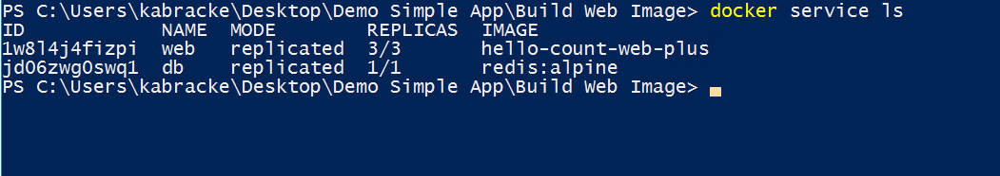 PS C:\Users\kabracke\Desktop\Demo Simple App\Build Web Image> docker service ls
ID            NAME  MODE        REPLICAS  IMAGE
1w8l4j4fizpi  web   replicated  3/3       hello-count-web-plus
jd06zwg0swq1  db    replicated  1/1       redis:alpine
PS C:\Users\kabracke\Desktop\Demo Simple App\Build Web Image>